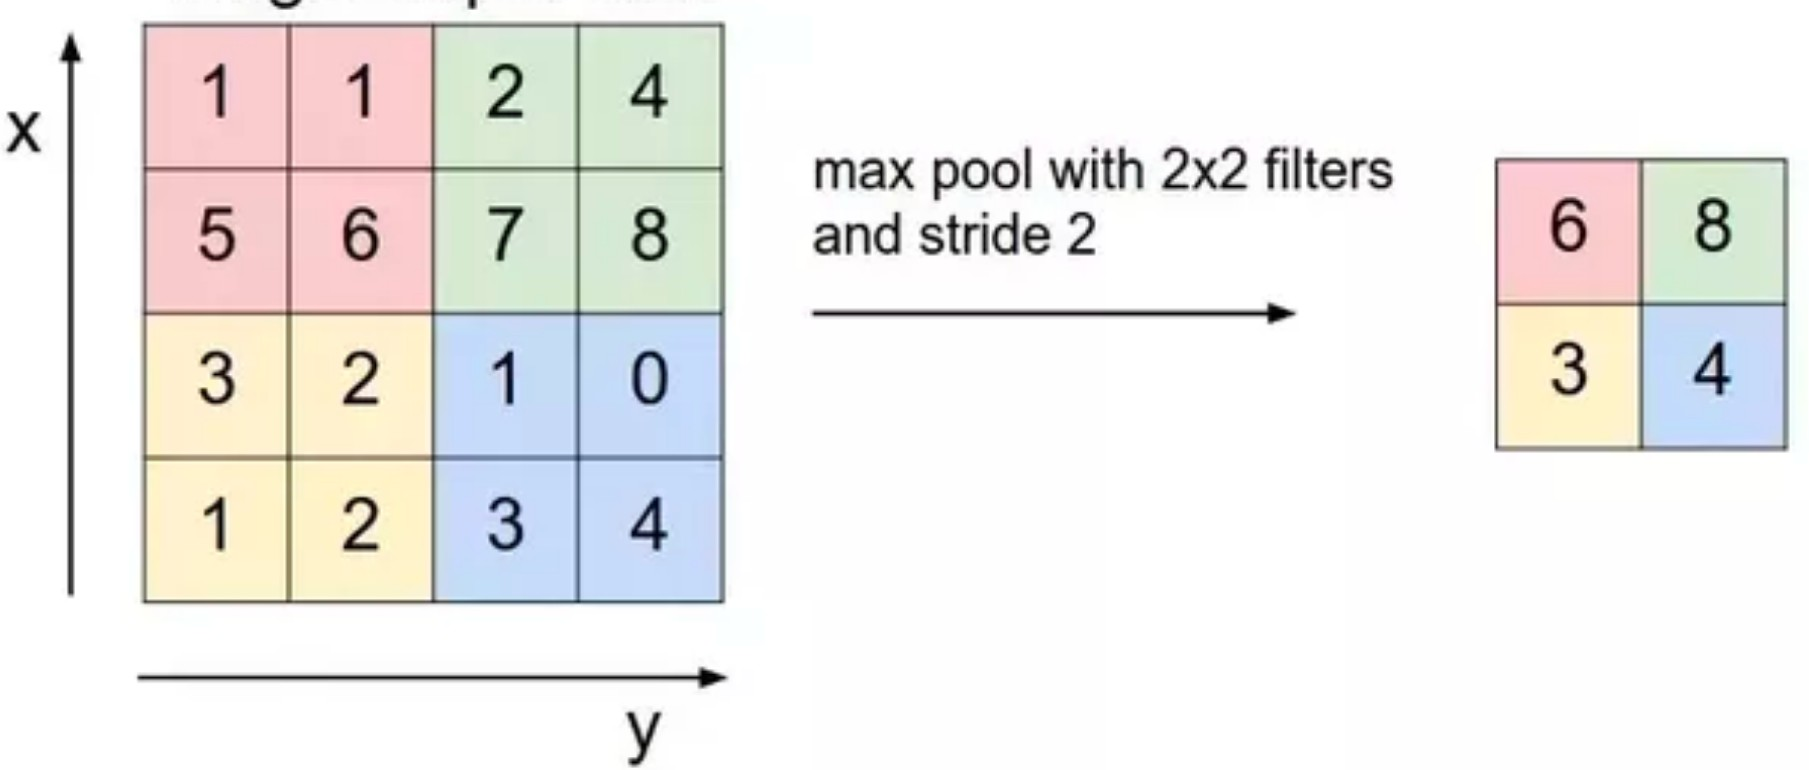 x
1 1 2 4
5 6 7 8
3 2 1 0
1 2 3 4
y
max pool with 2x2 filters
and stride 2
6 8
3 4